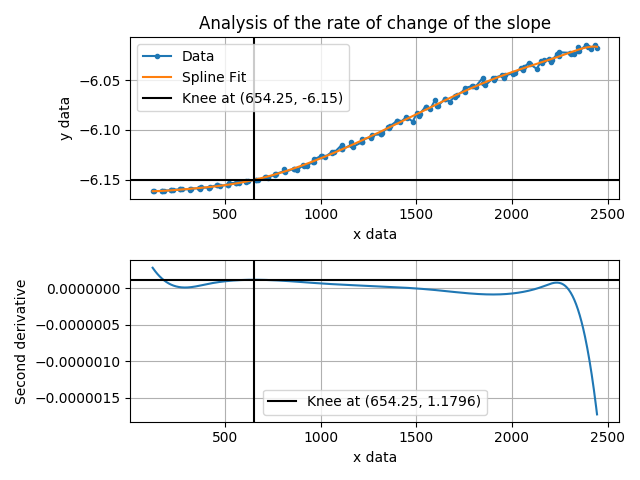 Analysis of the rate of change of the slope
Data
Spline Fit
Knee at (654.25, -6.15)
−6.05
−6.10
−6.15
y data
500 1000 1500 2000 2500
x data
0.0000000
−0.0000005
−0.0000010
−0.0000015
Second derivative
Knee at (654.25, 1.1796)
500 1000 1500 2000 2500
x data